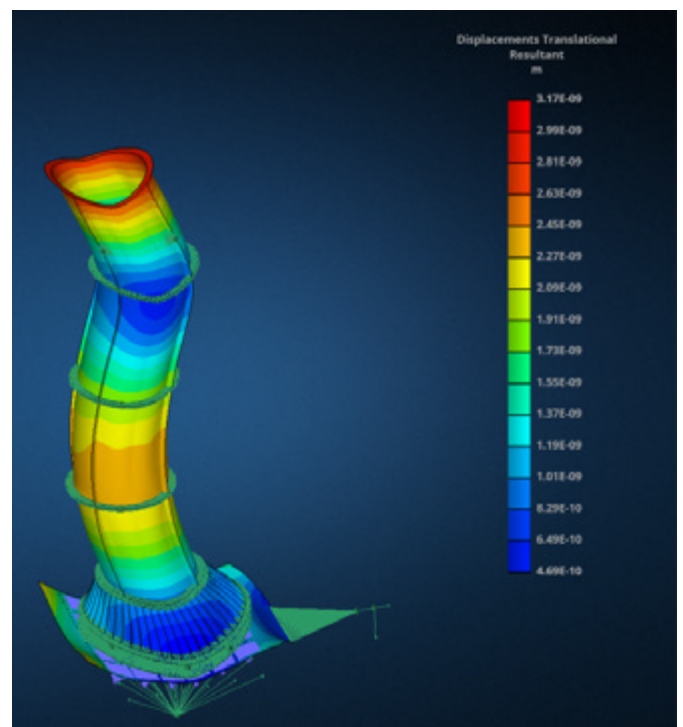 Displacements Translational
Resultant
m
3.17E-09
2.99E-09
2.81E-09
2.63E-09
2.45E-09
2.27E-09
2.09E-09
1.91E-09
1.73E-09
1.55E-09
1.37E-09
1.19E-09
1.01E-09
8.29E-10
6.49E-10
4.69E-10